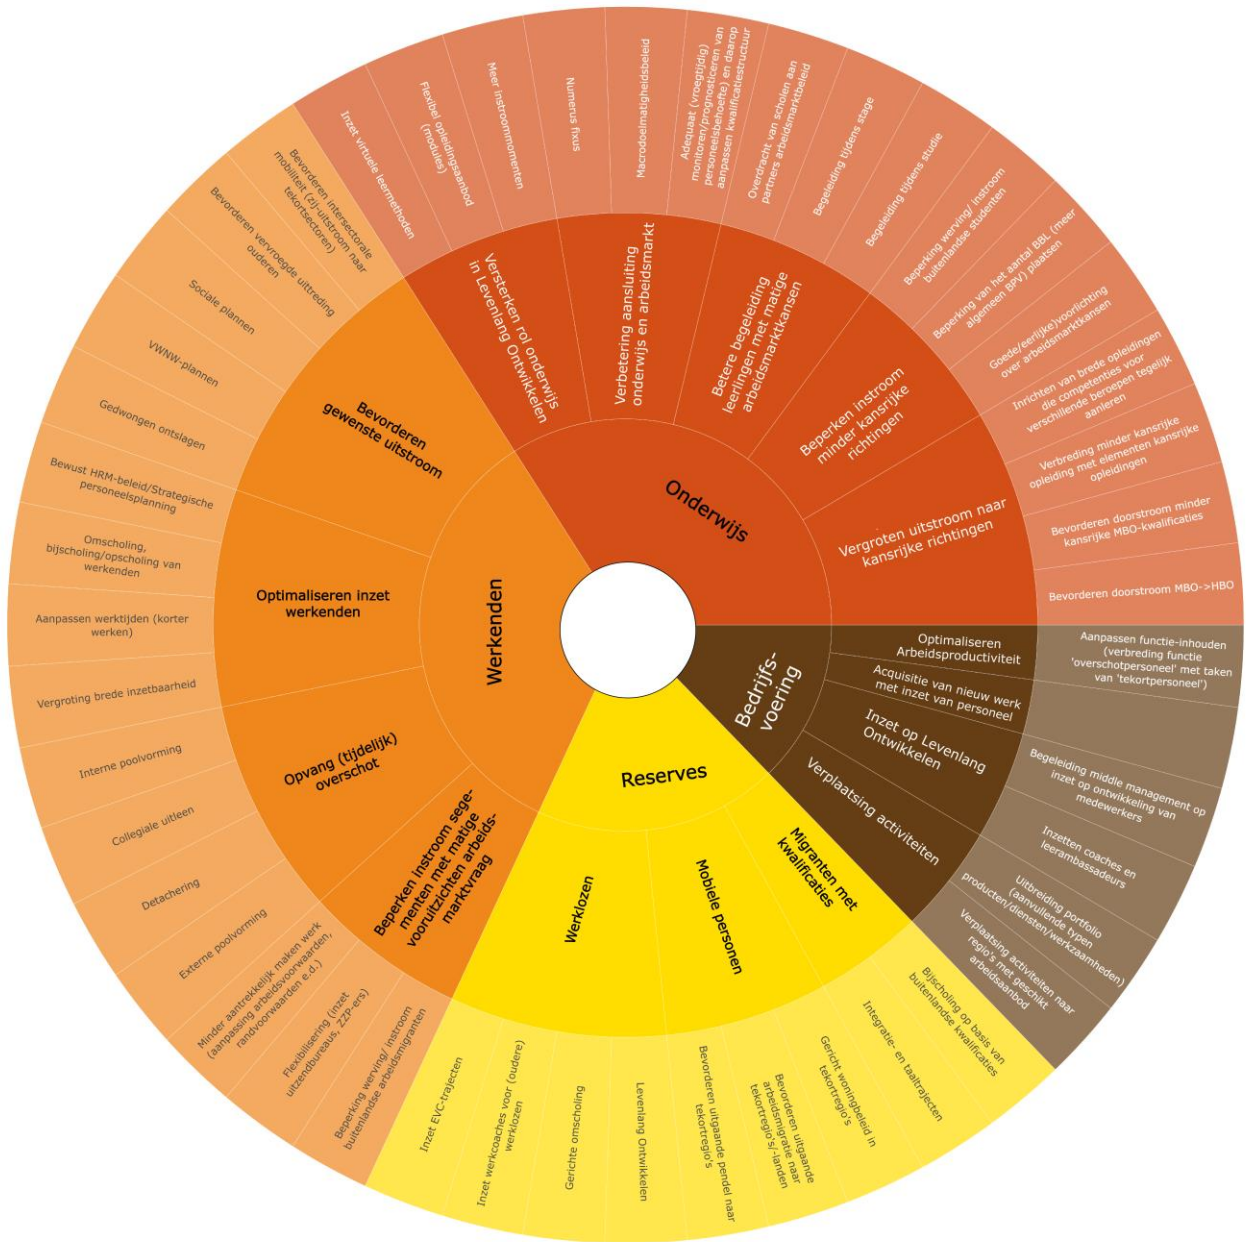 Onderwijs
Versterken rol onderwijs
in Levenlang Ontwikkelen
Inzet virtuele leermethoden
Flexibel opleidingsaanbod
(modules)
Meer instroommomenten
Verbetering aansluiting
onderwijs en arbeidsmarkt
Numerus fixus
Macrodoelmatigheidsbeleid
Adequaat (vroegtijdig)
monitoren/prognosticeren van
personeelsbehoefte) en daarop
aanpassen kwalificatiestructuur
Betere begeleiding
leerlingen met matige
arbeidsmarktkansen
Overdracht van scholen aan
partners arbeidsmarktbeleid
Begeleiding tijdens stage
Begeleiding tijdens studie
Beperken instroom
minder kansrijke
richtingen
Beperking werving/ instroom
buitenlandse studenten
Beperking van het aantal BBL (meer
algemeen BPV) plaatsen
Goede/eerlijke)voorlichting
over arbeidsmarktkansen
Vergroten uitstroom naar
kansrijke richtingen
Inrichten van brede opleidingen
die competenties voor
verschillende beroepen tegelijk
aanleren
Verbreding minder kansrijke
opleiding met elementen kansrijke
opleidingen
Bevorderen doorstroom minder
kansrijke MBO-kwalificaties
Bevorderen doorstroom MBO->HBO
Bedrijfs-
voering
Optimaliseren
Arbeidsproductiviteit
Aanpassen functie-inhouden
(verbreding functie
'overschotpersoneel' met taken
van 'tekortpersoneel')
Acquisitie van nieuw werk
met inzet van personeel
Inzet op Levenlang
Ontwikkelen
Begeleiding middle management op
inzet op ontwikkeling van
medewerkers
Inzetten coaches en
leerambassadeurs
Verplaatsing activiteiten
Uitbreiding portfolio
(aanvullende typen
producten/diensten/werkzaamheden)
Verplaatsing activiteiten naar
regio's met geschikt
arbeidsaanbod
Reserves
Migranten met
kwalificaties
Bijscholing op basis van
buitenlandse kwalificaties
Integratie- en taaltrajecten
Mobiele personen
Gericht woningbeleid in
tekortregio's
Bevorderen uitgaande
arbeidsmigratie naar
tekortregio's/-landen
Bevorderen uitgaande pendel naar
tekortregio's
Werklozen
Levenlang Ontwikkelen
Gerichte omscholing
Inzet werkcoaches voor (oudere)
werklozen
Inzet EVC-trajecten
Werkenden
Beperken instroom sege-
menten met matige
vooruitzichten arbeids-
marktvraag
Beperking werving/ instroom
buitenlandse arbeidsmigranten
Flexibilisering (inzet
uitzendbureaus, ZZP-ers)
Minder aantrekkelijk maken werk
(aanpassing arbeidsvoorwaarden,
randvoorwaarden e.d.)
Opvang (tijdelijk)
overschot
Externe poolvorming
Detachering
Collegiale uitleen
Interne poolvorming
Vergroting brede inzetbaarheid
Optimaliseren inzet
werkenden
Aanpassen werktijden (korter
werken)
Omscholing,
bijscholing/opscholing van
werkenden
Bewust HRM-beleid/Strategische
personeelsplanning
Bevorderen
gewenste uitstroom
Gedwongen ontslagen
VWNW-plannen
Sociale plannen
Bevorderen vervroegde uittreding
ouderen
Bevorderen intersectorale
mobiliteit (zij-uitstroom naar
tekortsectoren)